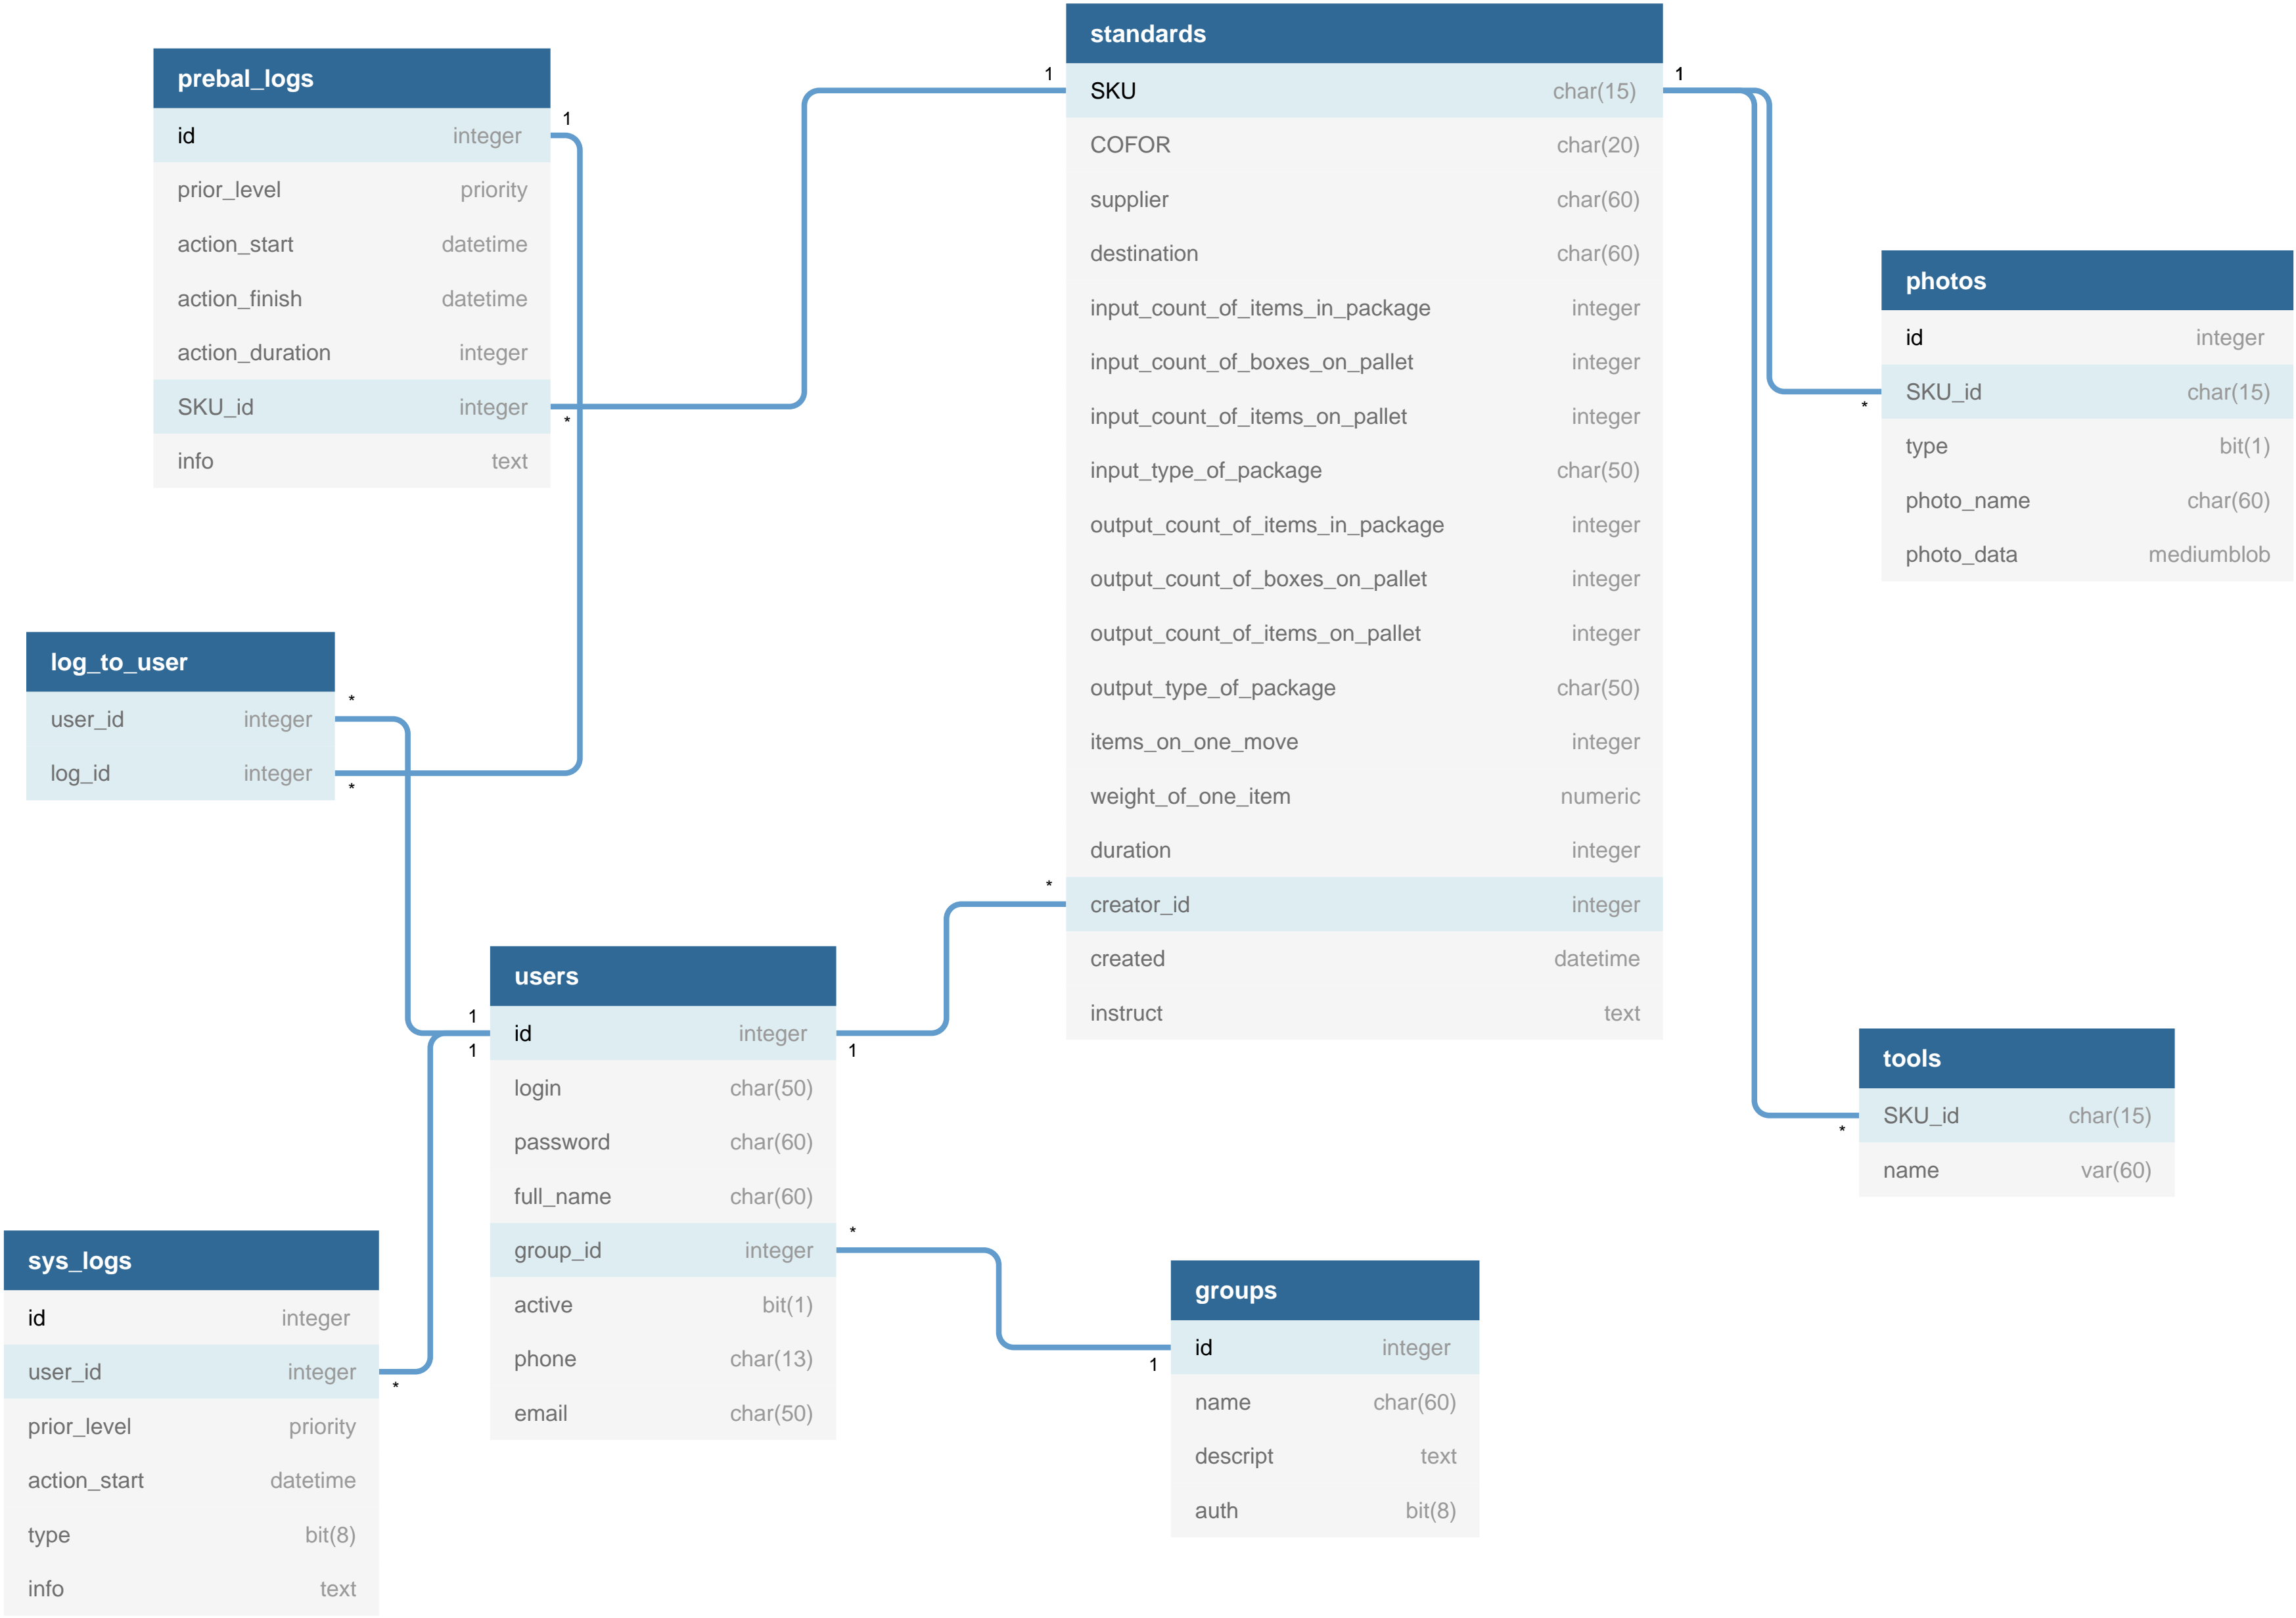 prebal_logs
id integer
prior_level priority
action_start datetime
action_finish datetime
action_duration integer
SKU_id integer
info text
1
*
standards
1
1
SKU char(15)
COFOR char(20)
supplier char(60)
destination char(60)
input_count_of_items_in_package integer
input_count_of_boxes_on_pallet integer
input_count_of_items_on_pallet integer
input_type_of_package char(50)
output_count_of_items_in_package integer
output_count_of_boxes_on_pallet integer
output_count_of_items_on_pallet integer
output_type_of_package char(50)
items_on_one_move integer
weight_of_one_item numeric
duration integer
*
creator_id integer
created datetime
instruct text
photos
id integer
SKU_id char(15)
*
type bit(1)
photo_name char(60)
photo_data mediumblob
log_to_user
*
user_id integer
log_id integer
*
users
1
id integer
1
1
login char(50)
password char(60)
full_name char(60)
*
group_id integer
active bit(1)
phone char(13)
email char(50)
tools
SKU_id char(15)
*
name var(60)
sys_logs
id integer
user_id integer
*
prior_level priority
action_start datetime
type bit(8)
info text
groups
id integer
1
name char(60)
descript text
auth bit(8)